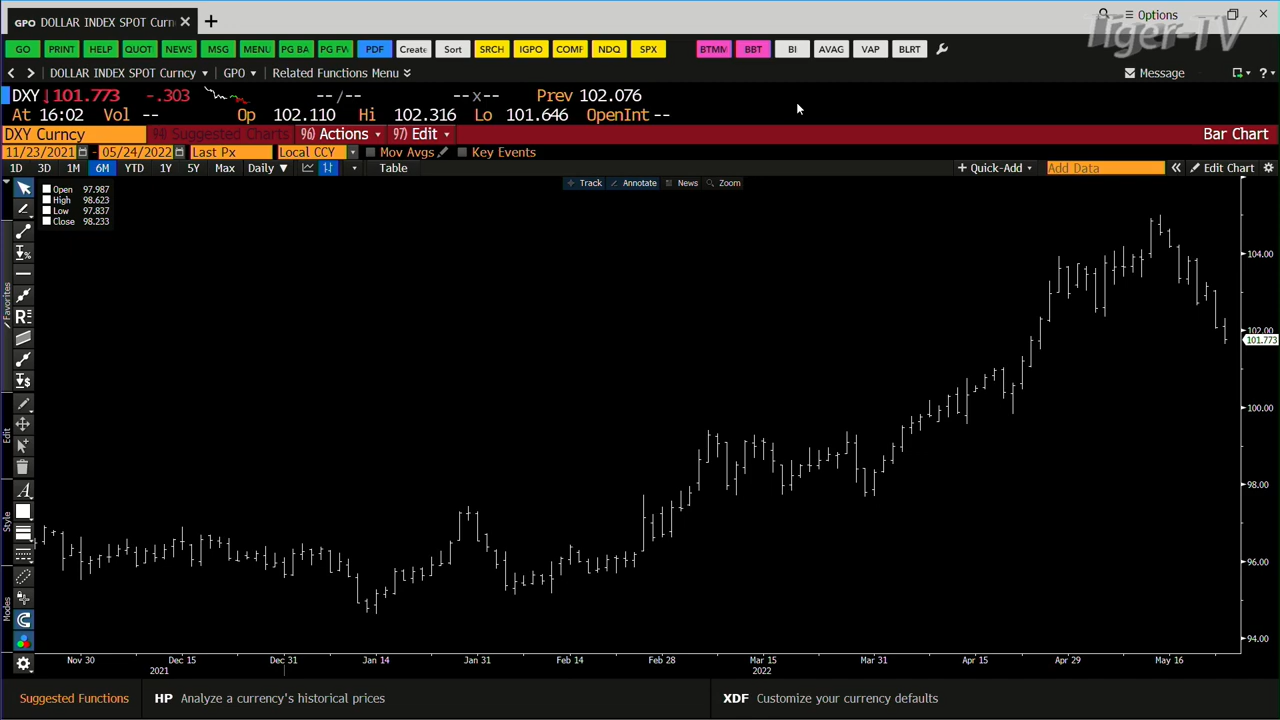 GPO DOLLAR INDEX SPOT Curn
Options
Tiger-TV
GO PRINT HELP QUOT NEWS MSG MENU PG BA PG FW PDF Create Sort SRCH IGPO COMF NDQ SPX BTMM BBT BI AVAG VAP BLRT
DOLLAR INDEX SPOT Curncy GPO Related Functions Menu Message ?
DXY ↓101.773 -.303 --/-- --x-- Prev 102.076
At 16:02 Vol -- Op 102.110 Hi 102.316 Lo 101.646 OpenInt --
DXY Curncy 94) Suggested Charts 96) Actions 97) Edit Bar Chart
11/23/2021 - 05/24/2022 Last Px Local CCY Mov Avgs Key Events
1D 3D 1M 6M YTD 1Y 5Y Max Daily Table + Quick-Add Add Data « Edit Chart
Track Annotate News Zoom
Open 97.987
High 98.623
Low 97.837
Close 98.233
Favorites
Edit
Style
Modes
104.00
102.00
101.773
100.00
98.00
96.00
94.00
Nov 30 Dec 15 Dec 31 Jan 14 Jan 31 Feb 14 Feb 28 Mar 15 Mar 31 Apr 15 Apr 29 May 16
2021 2022
Suggested Functions HP Analyze a currency's historical prices XDF Customize your currency defaults